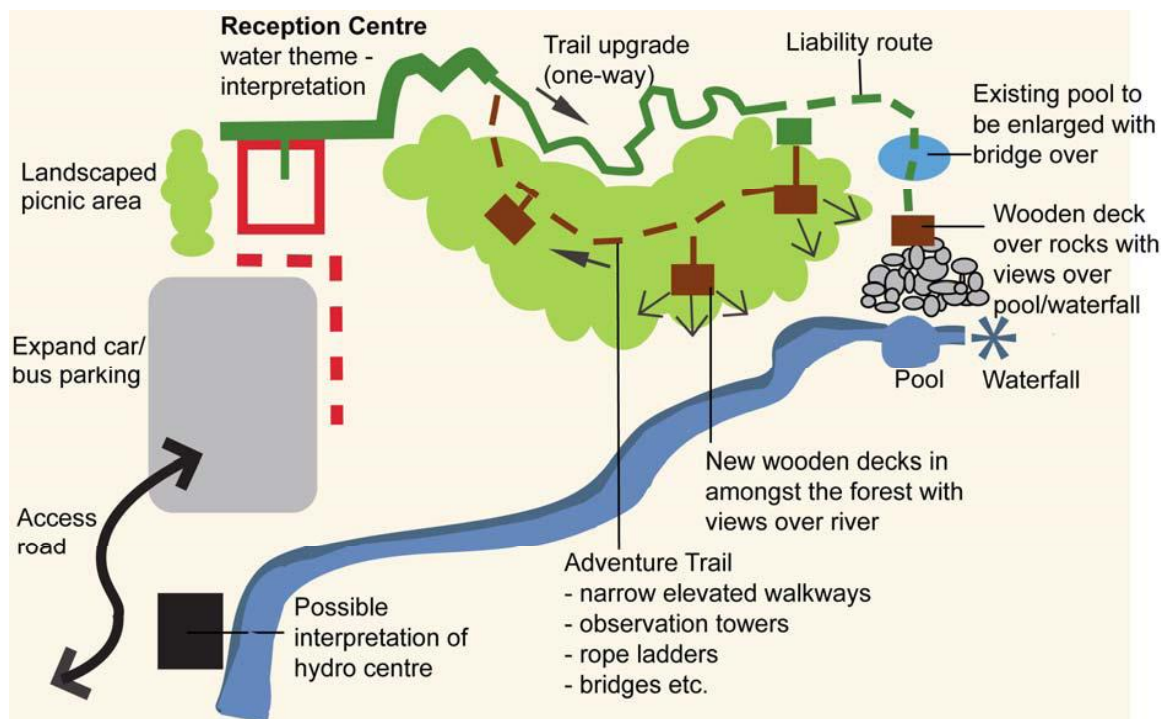 Reception Centre
water theme -
interpretation
Trail upgrade
(one-way)
Liability route
Existing pool to
be enlarged with
bridge over
Landscaped
picnic area
Wooden deck
over rocks with
views over
pool/waterfall
Expand car/
bus parking
Pool
Waterfall
New wooden decks in
amongst the forest with
views over river
Access
road
Adventure Trail
- narrow elevated walkways
- observation towers
- rope ladders
- bridges etc.
Possible
interpretation of
hydro centre